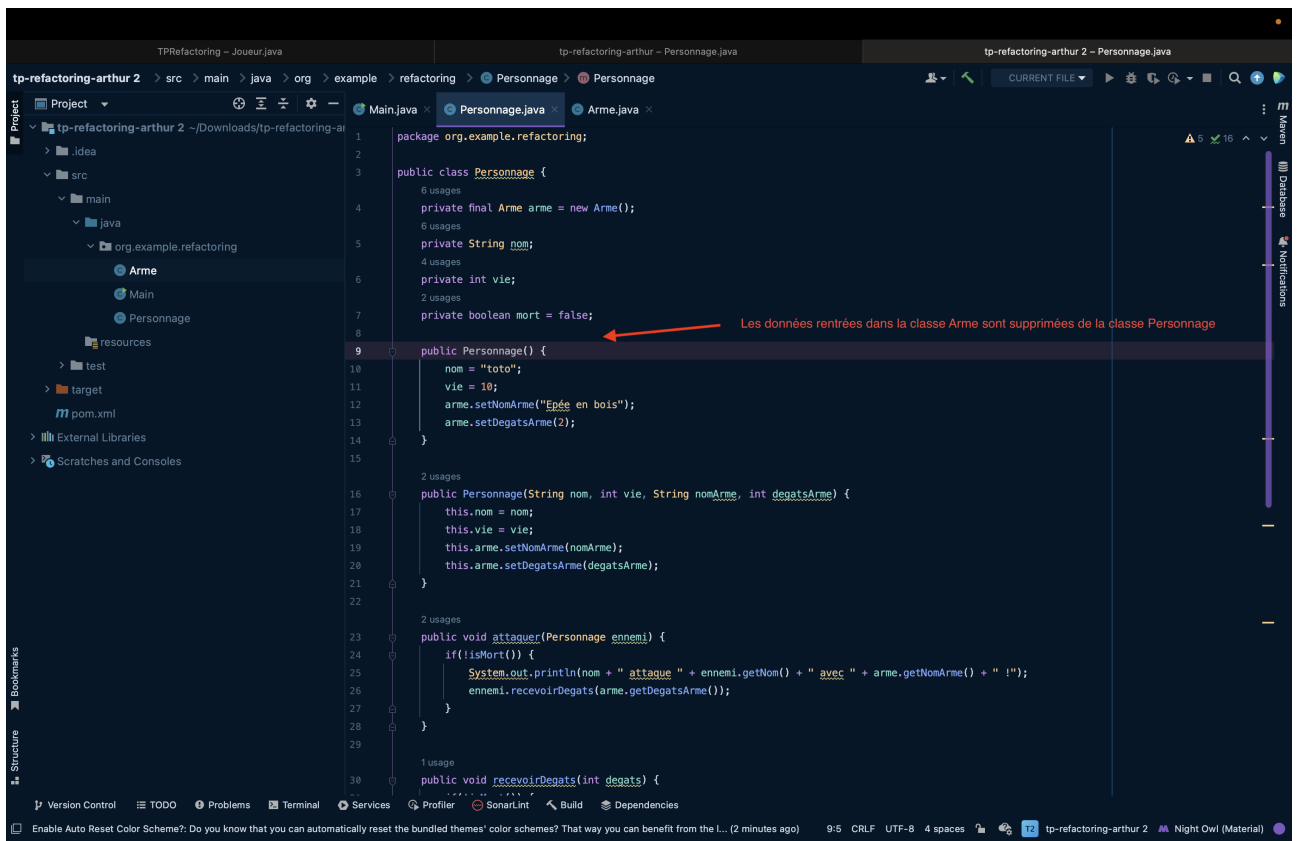 TPRefactoring – Joueur.java
tp-refactoring-arthur – Personnage.java
tp-refactoring-arthur 2 – Personnage.java
tp-refactoring-arthur 2 > src > main > java > org > example > refactoring > Personnage > Personnage
CURRENT FILE
Project
Project
Main.java
Personnage.java
Arme.java
Maven
Database
Notifications
tp-refactoring-arthur 2 ~/Downloads/tp-refactoring-ar
.idea
src
main
java
org.example.refactoring
Arme
Main
Personnage
resources
test
target
pom.xml
External Libraries
Scratches and Consoles
5 16
1 package org.example.refactoring;
2
3 public class Personnage {
6 usages
4 private final Arme arme = new Arme();
6 usages
5 private String nom;
4 usages
6 private int vie;
2 usages
7 private boolean mort = false;
Les données rentrées dans la classe Arme sont supprimées de la classe Personnage
8
9 public Personnage() {
10 nom = "toto";
11 vie = 10;
12 arme.setNomArme("Epée en bois");
13 arme.setDegatsArme(2);
14 }
15
2 usages
16 public Personnage(String nom, int vie, String nomArme, int degatsArme) {
17 this.nom = nom;
18 this.vie = vie;
19 this.arme.setNomArme(nomArme);
20 this.arme.setDegatsArme(degatsArme);
21 }
22
2 usages
23 public void attaquer(Personnage ennemi) {
24 if(!isMort()) {
25 System.out.println(nom + " attaque " + ennemi.getNom() + " avec " + arme.getNomArme() + " !");
26 ennemi.recevoirDegats(arme.getDegatsArme());
27 }
28 }
29
1 usage
30 public void recevoirDegats(int degats) {
Bookmarks
Structure
Version Control TODO Problems Terminal Services Profiler SonarLint Build Dependencies
Enable Auto Reset Color Scheme?: Do you know that you can automatically reset the bundled themes' color schemes? That way you can benefit from the l... (2 minutes ago) 9:5 CRLF UTF-8 4 spaces T2 tp-refactoring-arthur 2 Night Owl (Material)